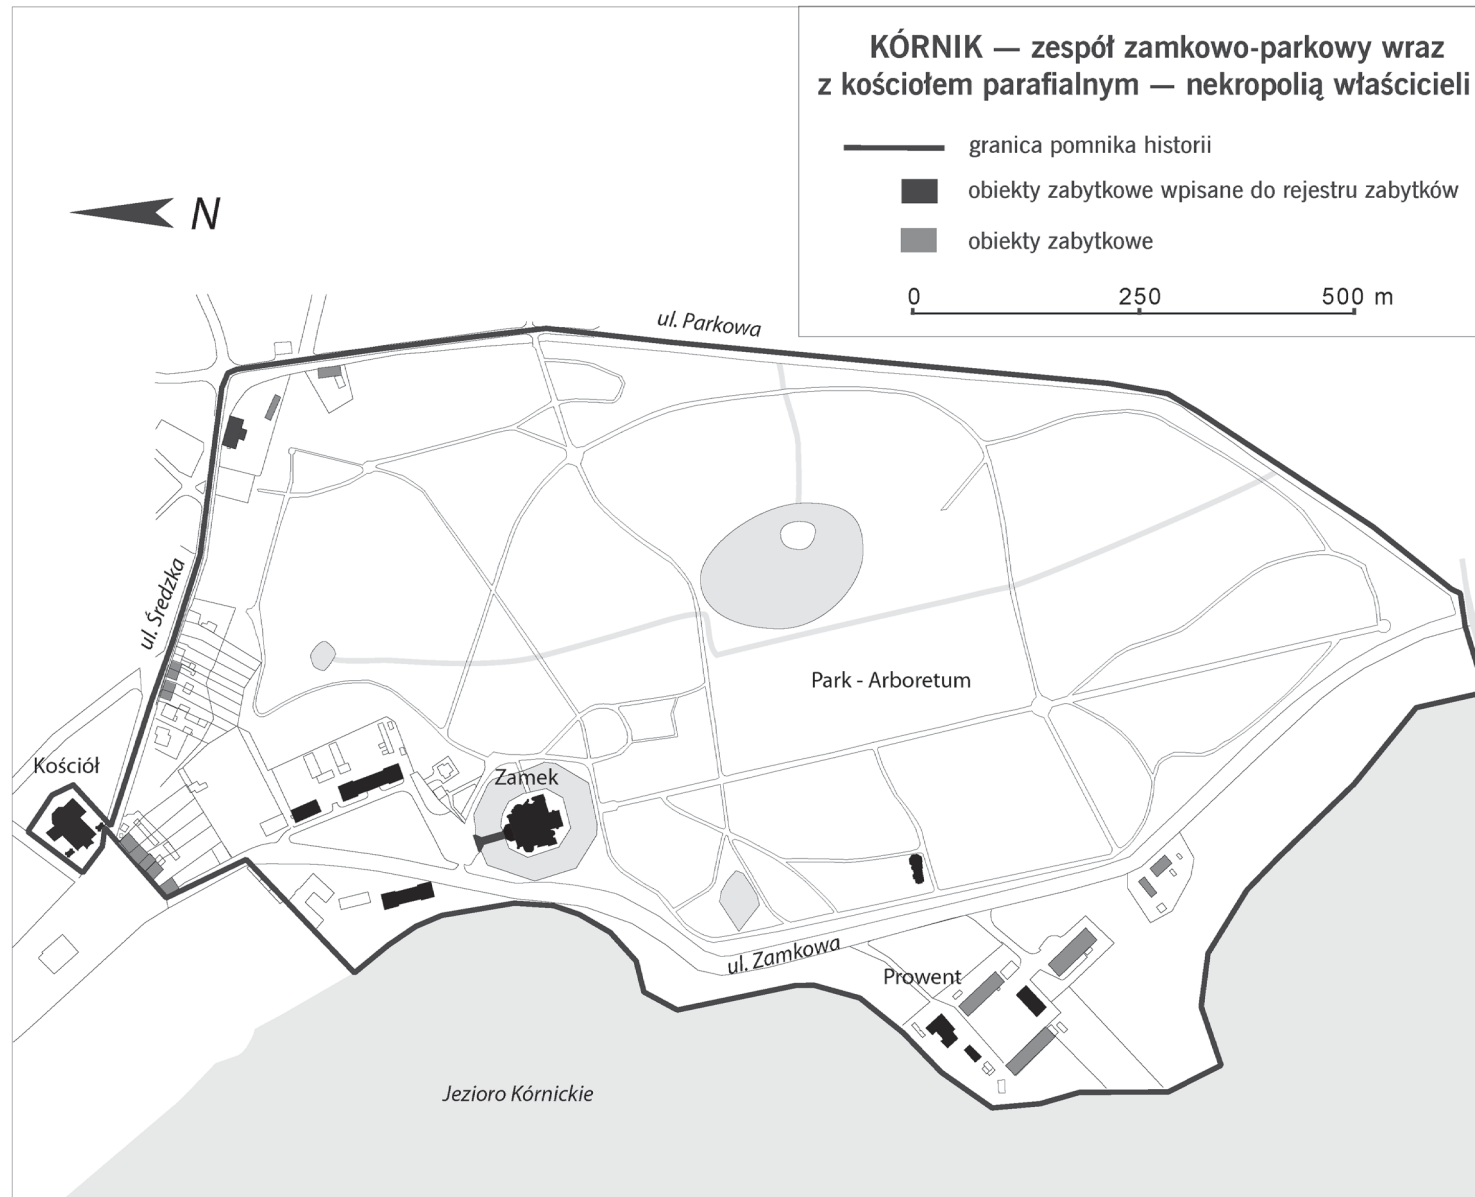 KÓRNIK — zespół zamkowo-parkowy wraz
z kościołem parafialnym — nekropolią właścicieli
granica pomnika historii
obiekty zabytkowe wpisane do rejestru zabytków
obiekty zabytkowe
0 250 500 m
N
ul. Parkowa
ul. Średzka
Park - Arboretum
Kościół
Zamek
ul. Zamkowa
Prowent
Jezioro Kórnickie